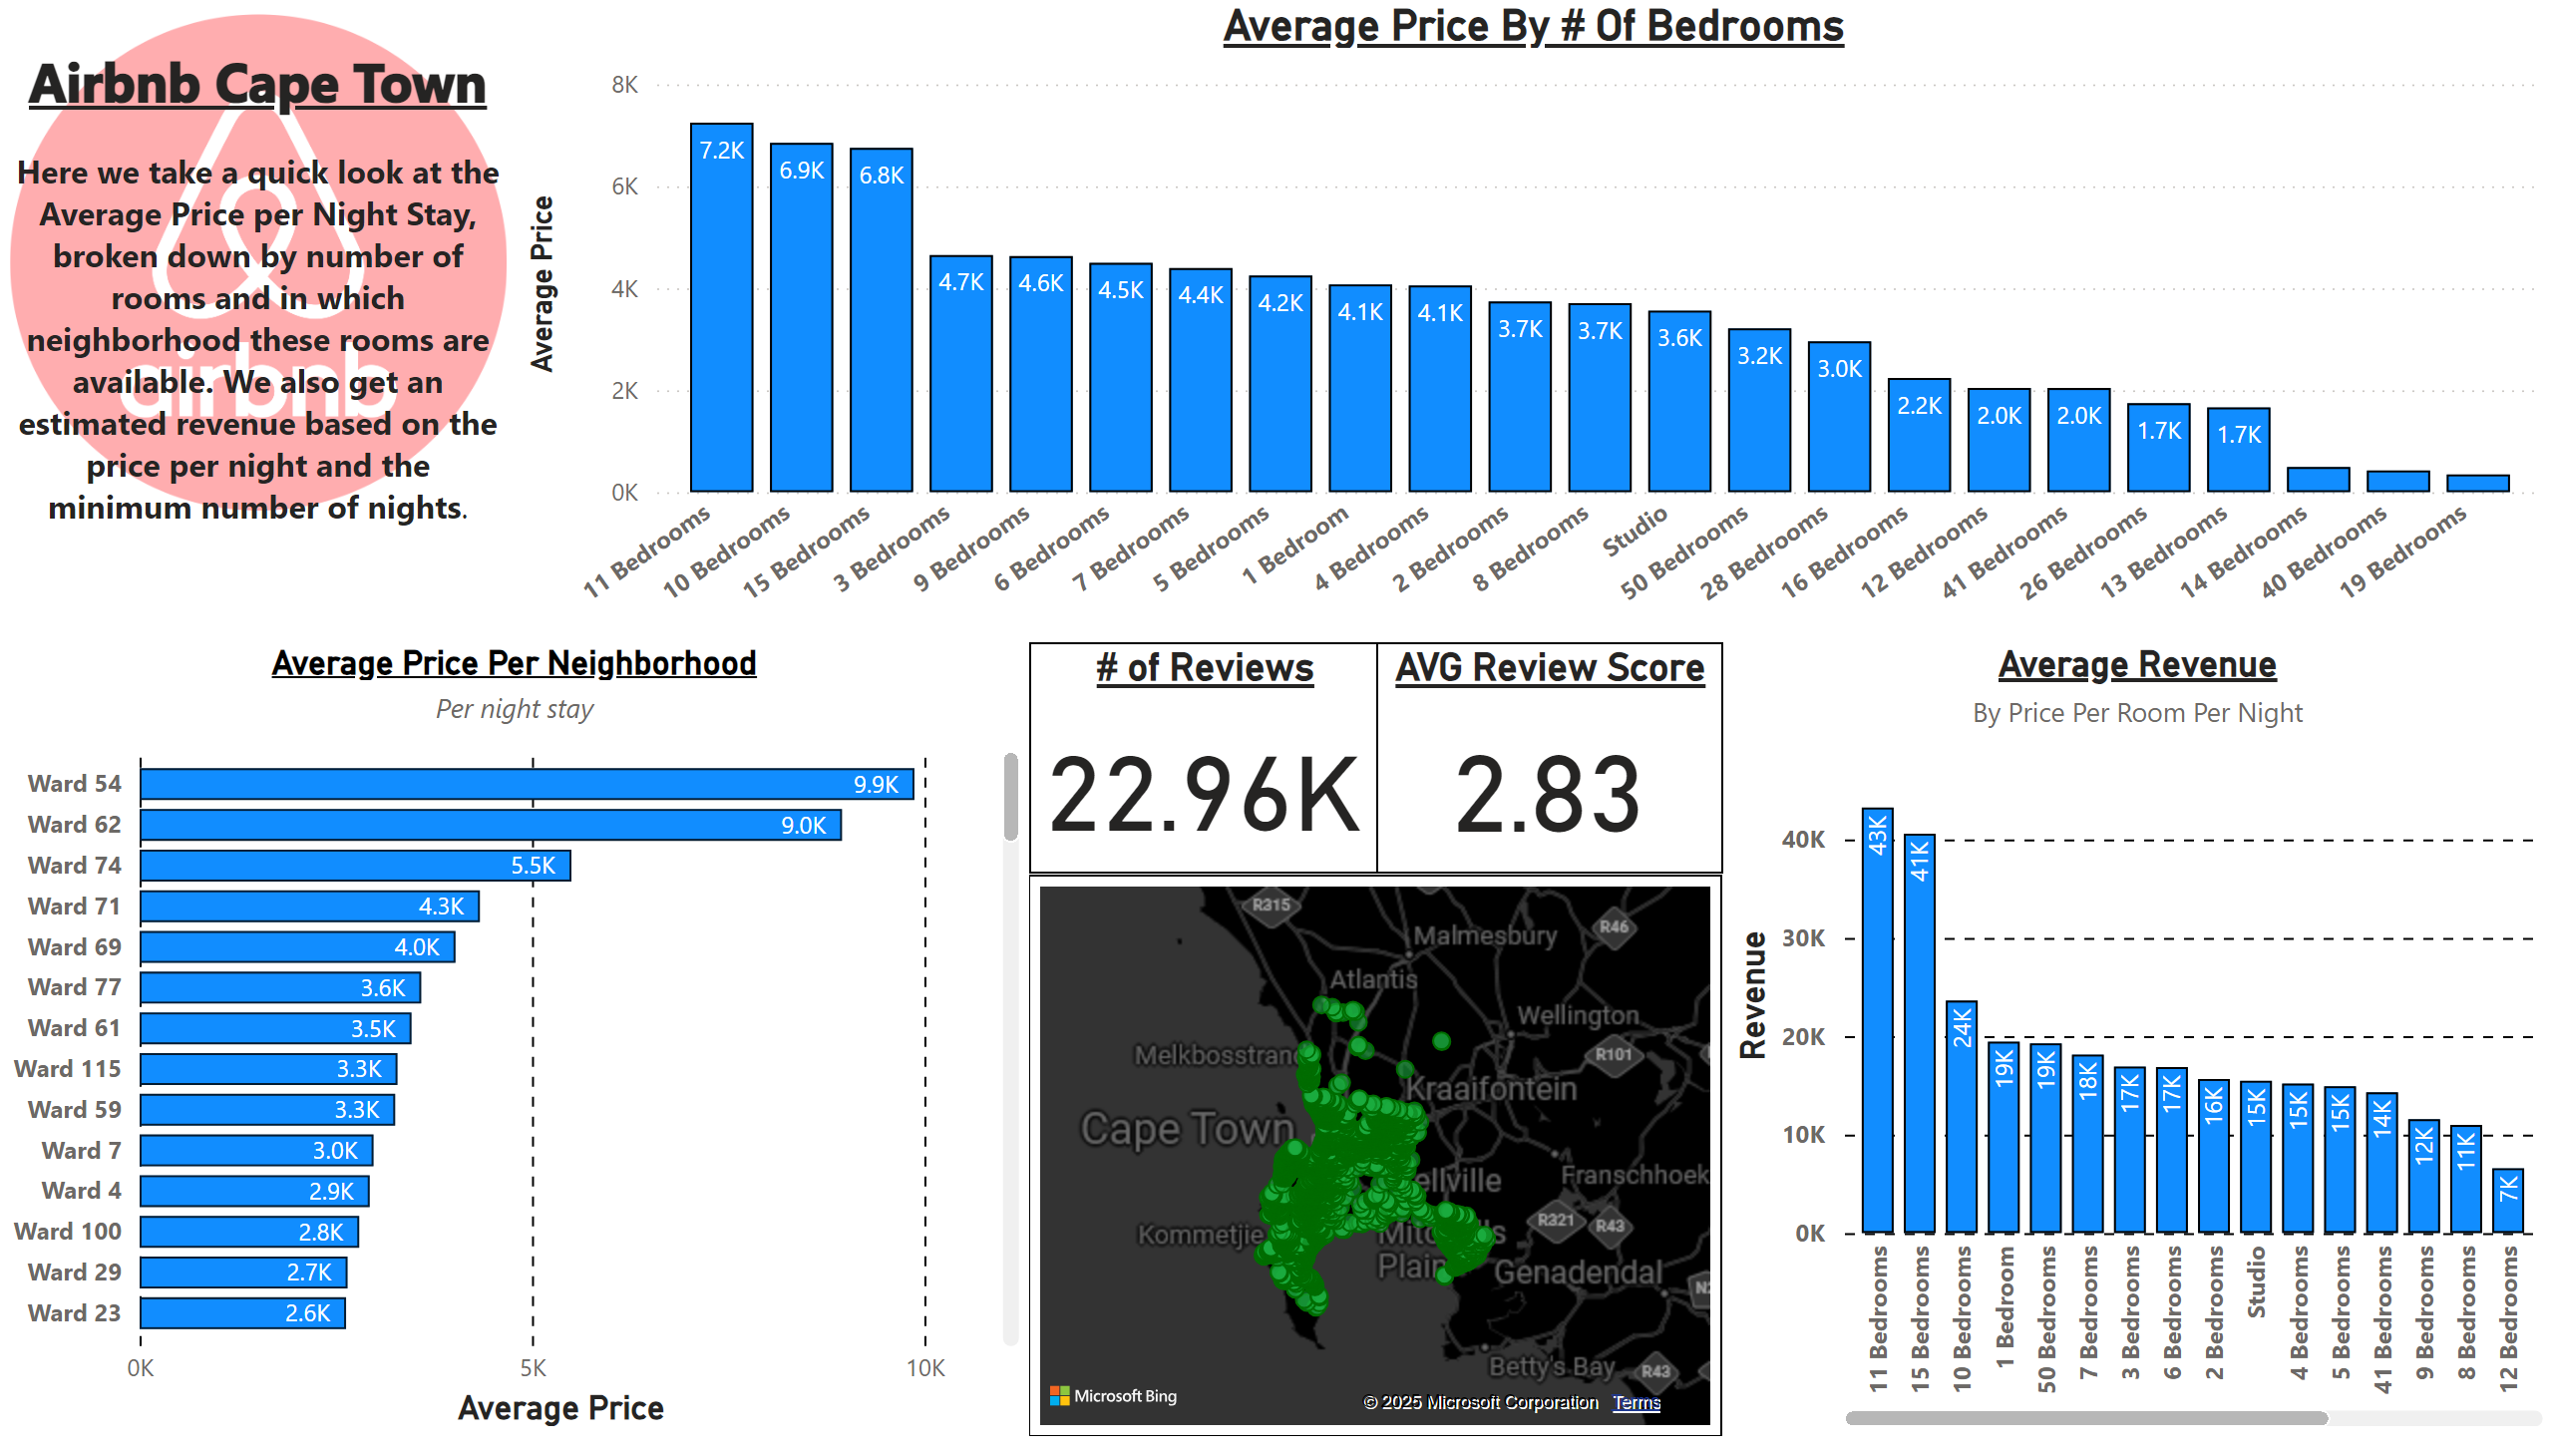 Airbnb Cape Town
Here we take a quick look at the
Average Price per Night Stay,
broken down by number of
rooms and in which
neighborhood these rooms are
available. We also get an
estimated revenue based on the
price per night and the
minimum number of nights.
airbnb
Average Price By # Of Bedrooms
Average Price
8K
6K
4K
2K
0K
7.2K
6.9K
6.8K
4.7K
4.6K
4.5K
4.4K
4.2K
4.1K
4.1K
3.7K
3.7K
3.6K
3.2K
3.0K
2.2K
2.0K
2.0K
1.7K
1.7K
11 Bedrooms
10 Bedrooms
15 Bedrooms
3 Bedrooms
9 Bedrooms
6 Bedrooms
7 Bedrooms
5 Bedrooms
1 Bedroom
4 Bedrooms
2 Bedrooms
8 Bedrooms
Studio
50 Bedrooms
28 Bedrooms
16 Bedrooms
12 Bedrooms
41 Bedrooms
26 Bedrooms
13 Bedrooms
14 Bedrooms
40 Bedrooms
19 Bedrooms
Average Price Per Neighborhood
Per night stay
Ward 54 9.9K
Ward 62 9.0K
Ward 74 5.5K
Ward 71 4.3K
Ward 69 4.0K
Ward 77 3.6K
Ward 61 3.5K
Ward 115 3.3K
Ward 59 3.3K
Ward 7 3.0K
Ward 4 2.9K
Ward 100 2.8K
Ward 29 2.7K
Ward 23 2.6K
0K 5K 10K
Average Price
# of Reviews
22.96K
AVG Review Score
2.83
R315
R46
Malmesbury
Atlantis
Wellington
Melkbosstran
R101
Kraaifontein
Cape Town
ellville
Franschhoek
R321
R43
Kommetjie
Mit
s
Plain
Genadendal
Betty's Bay
R43
Microsoft Bing
© 2025 Microsoft Corporation Terms
Average Revenue
By Price Per Room Per Night
Revenue
40K
30K
20K
10K
0K
43K
41K
24K
19K
19K
18K
17K
17K
16K
15K
15K
15K
14K
12K
11K
7K
11 Bedrooms
15 Bedrooms
10 Bedrooms
1 Bedroom
50 Bedrooms
7 Bedrooms
3 Bedrooms
6 Bedrooms
2 Bedrooms
Studio
4 Bedrooms
5 Bedrooms
41 Bedrooms
9 Bedrooms
8 Bedrooms
12 Bedrooms